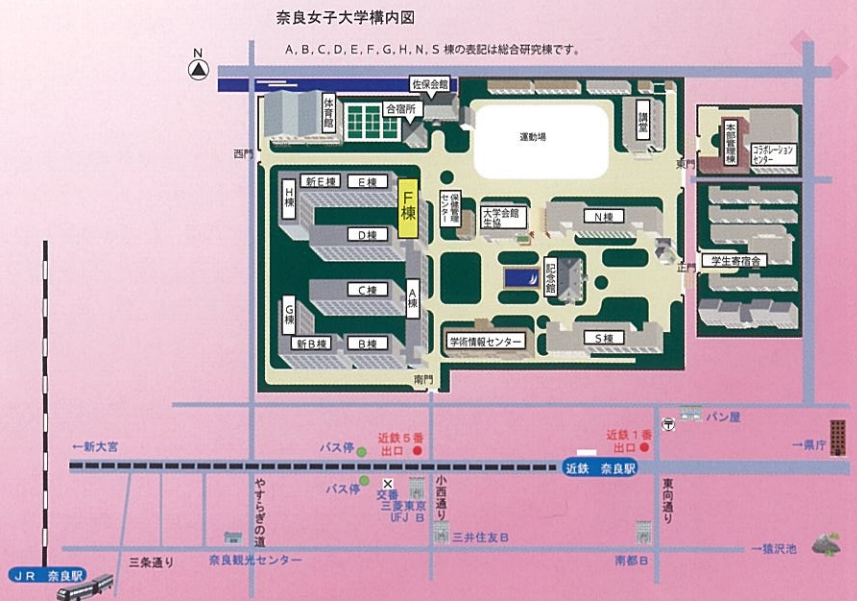 奈良女子大学構内図
A,B,C,D,E,F,G,H,N,S 棟の表記は総合研究棟です。
N
佐保会館
体育館
合宿所
運動場
講堂
本部管理棟
コラボレーション
センター
西門
東門
H棟
新E棟
E棟
F棟
保健管理
センター
大学会館
生協
N棟
D棟
学生寄宿舎
正門
記念館
C棟
A棟
G棟
新B棟
B棟
学術情報センター
S棟
南門
パン屋
←新大宮
バス停
近鉄5番
出口
近鉄1番
出口
→県庁
近鉄 奈良駅
バス停
交番
三菱東京
UFJ B
やすらぎの道
小西通り
東向通り
三井住友B
南都B
→猿沢池
三条通り
奈良観光センター
JR 奈良駅